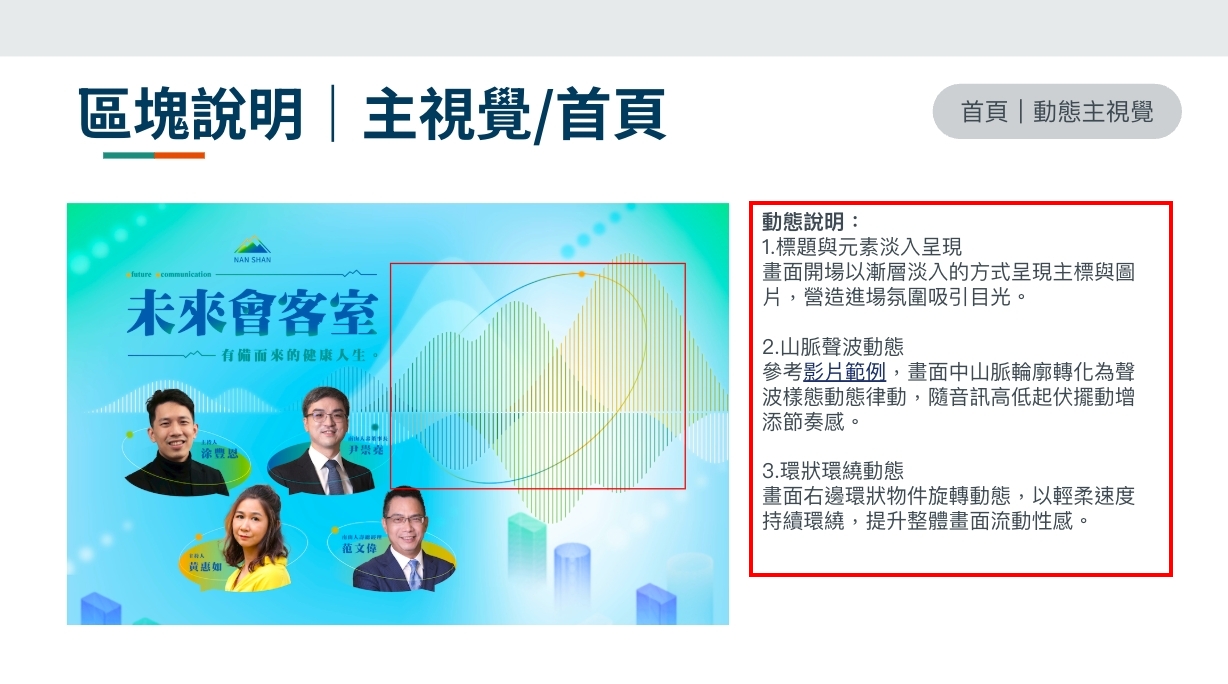 區塊說明｜主視覺/首頁
首頁｜動態主視覺
NAN SHAN
future communication
未來會客室
有備而來的健康人生。
主持人
徐豐恩
南山人壽董事長
尹崇堯
主持人
黃惠如
南山人壽副總經理
范文偉
動態說明：
1.標題與元素淡入呈現
畫面開場以漸層淡入的方式呈現主標與圖
片，營造進場氛圍吸引目光。
2.山脈聲波動態
參考影片範例，畫面中山脈輪廓轉化為聲
波樣態動態律動，隨音訊高低起伏擺動增
添節奏感。
3.環狀環繞動態
畫面右邊環狀物件旋轉動態，以輕柔速度
持續環繞，提升整體畫面流動性感。